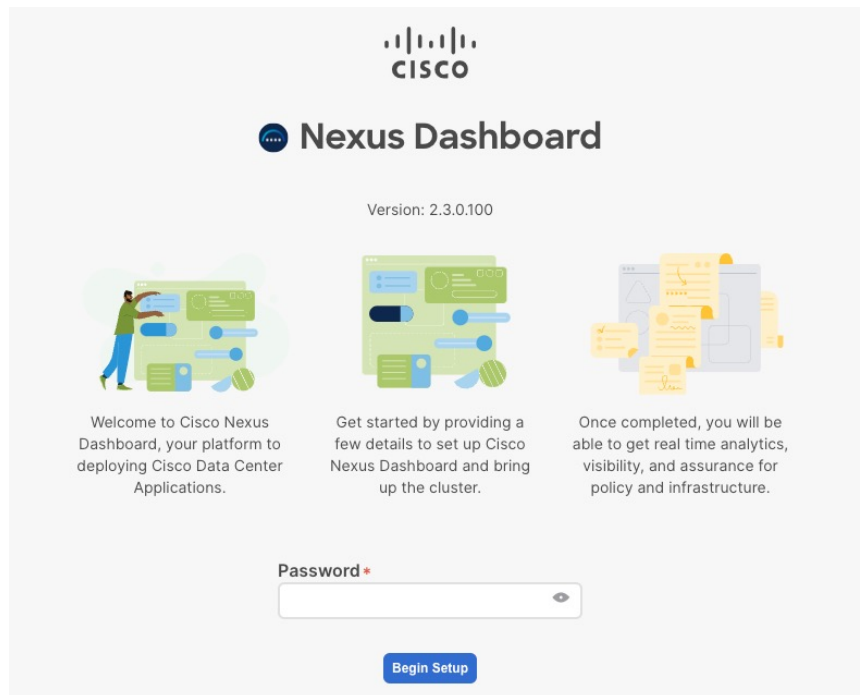 CISCO
Nexus Dashboard
Version: 2.3.0.100
Welcome to Cisco Nexus
Dashboard, your platform to
deploying Cisco Data Center
Applications.
Get started by providing a
few details to set up Cisco
Nexus Dashboard and bring
up the cluster.
Once completed, you will be
able to get real time analytics,
visibility, and assurance for
policy and infrastructure.
Password*
Begin Setup